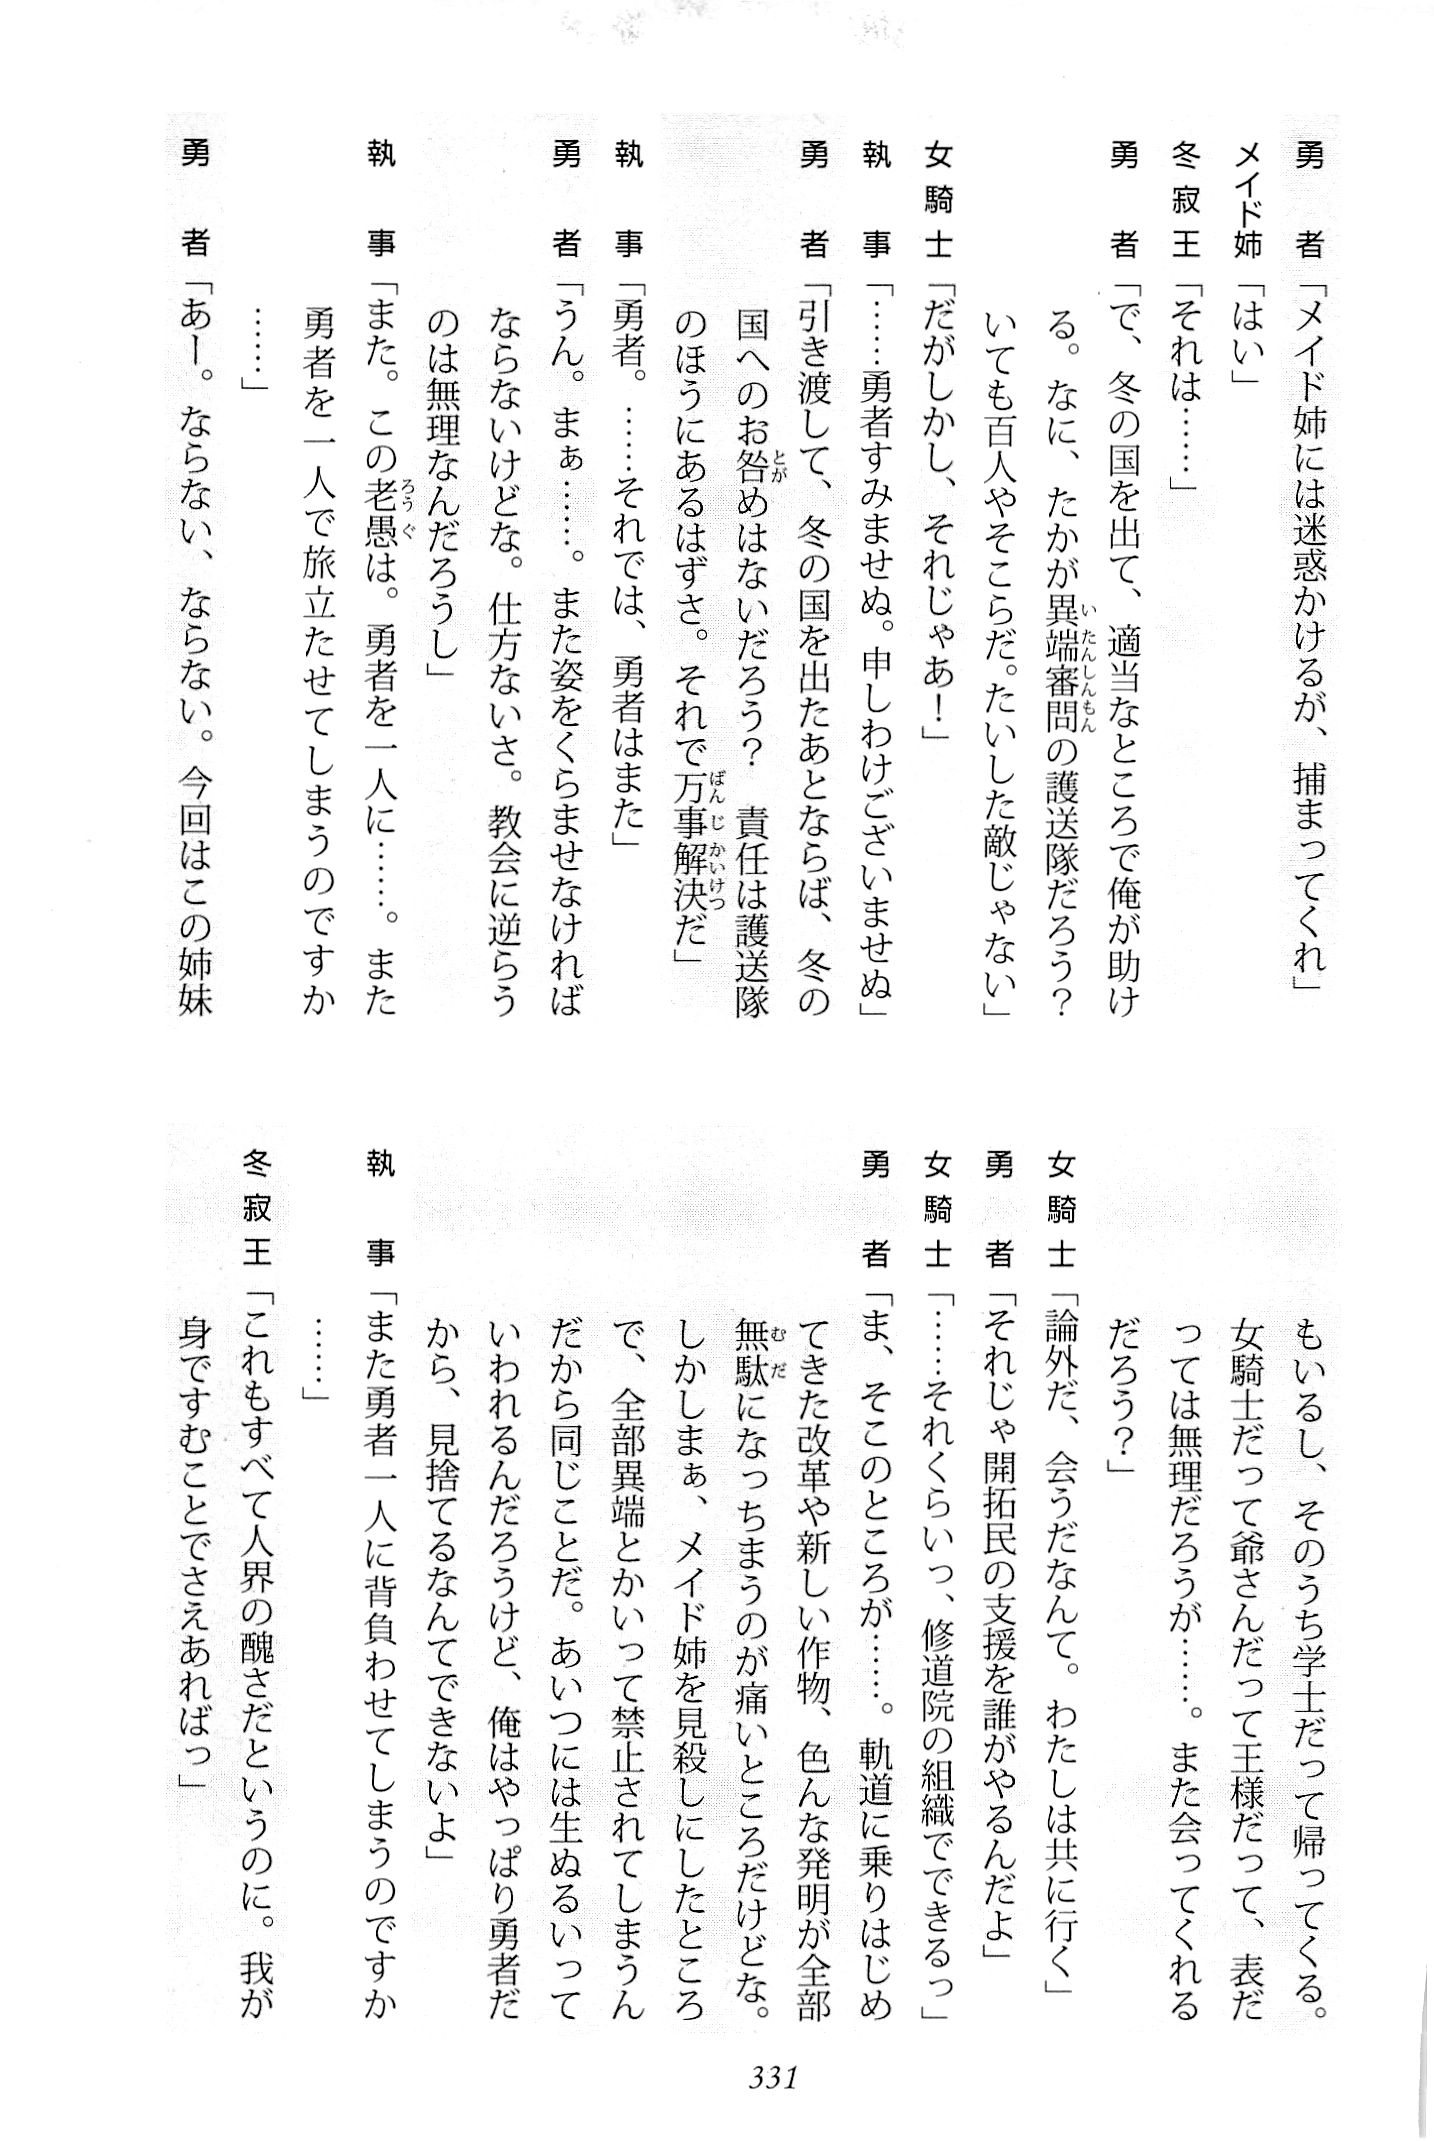 勇者「メイド姉には迷惑かけるが、捕まってくれ」
メイド姉「はい」
冬寂王「それは……」
勇者「で、冬の国を出て、適当なところで俺が助け
る。なに、たかが異端審問の護送隊だろう？
いても百人やそこらだ。たいした敵じゃない」
女騎士「だがしかし、それじゃあ！」
執事「……勇者すみませぬ。申しわけございませぬ」
勇者「引き渡して、冬の国を出たあとならば、冬の
国へのお咎めはないだろう？　責任は護送隊
のほうにあるはずさ。それで万事解決だ」
執事「勇者。……それでは、勇者はまた」
勇者「うん。まぁ……。また姿をくらませなければ
ならないけどな。仕方ないさ。教会に逆らう
のは無理なんだろうし」
執事「また。この老愚は。勇者を一人に……。また
勇者を一人で旅立たせてしまうのですか
……」
勇者「あー。ならない、ならない。今回はこの姉妹
もいるし、そのうち学士だって帰ってくる。
女騎士だって爺さんだって王様だって、表だ
っては無理だろうが……。また会ってくれる
だろう？」
女騎士「論外だ、会うだなんて。わたしは共に行く」
勇者「それじゃ開拓民の支援を誰がやるんだよ」
女騎士「……それくらいっ、修道院の組織でできるっ」
勇者「ま、そこのところが……。軌道に乗りはじめ
てきた改革や新しい作物、色んな発明が全部
無駄になっちまうのが痛いところだけどな。
しかしまぁ、メイド姉を見殺しにしたところ
で、全部異端とかいって禁止されてしまうん
だから同じことだ。あいつには生ぬるいって
いわれるんだろうけど、俺はやっぱり勇者だ
から、見捨てるなんてできないよ」
執事「また勇者一人に背負わせてしまうのですか
……」
冬寂王「これもすべて人界の醜さだというのに。我が
身ですむことでさえあればっ」
331